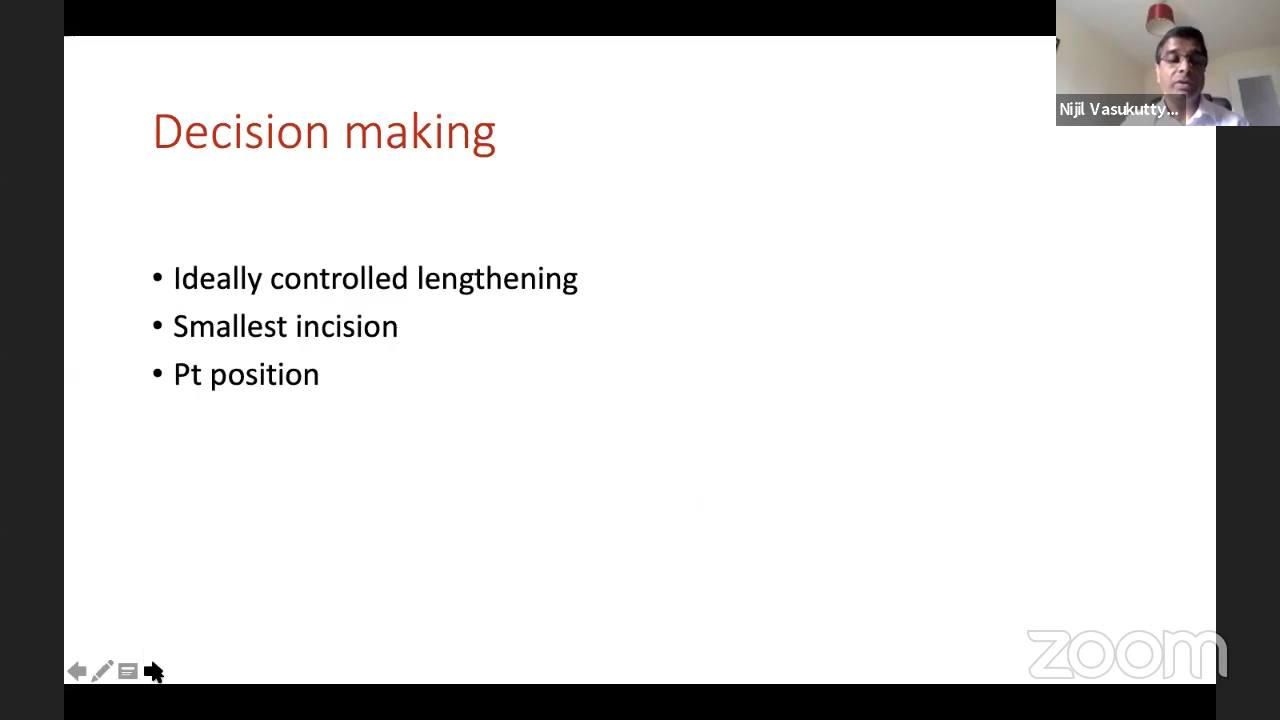 Nijil Vasukutty...
Decision making
• Ideally controlled lengthening
• Smallest incision
• Pt position
zoom